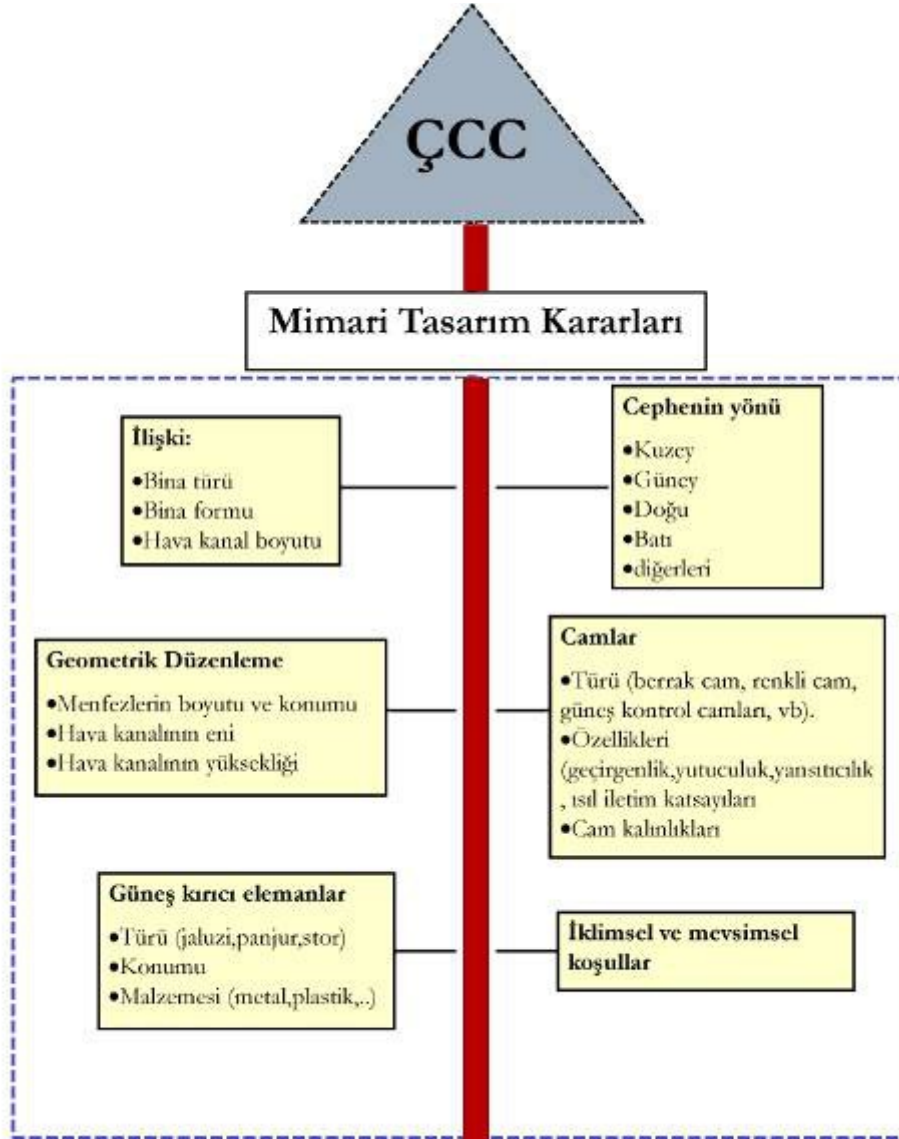 ÇCC
Mimari Tasarım Kararları
İlişki:
•Bina türü
•Bina formu
•Hava kanal boyutu
Cephenin yönü
•Kuzey
•Güney
•Doğu
•Batı
•diğerleri
Geometrik Düzenleme
•Menfezlerin boyutu ve konumu
•Hava kanalının eni
•Hava kanalının yüksekliği
Camlar
•Türü (berrak cam, renkli cam,
güneş kontrol camları, vb).
•Özellikleri
(geçirgenlik,yutuculuk,yansıtıcılık
, ısıl iletim katsayıları
•Cam kalınlıkları
Güneş kırıcı elemanlar
•Türü (jaluzi,panjur,stor)
•Konumu
•Malzemesi (metal,plastik,..)
İklimsel ve mevsimsel
koşullar